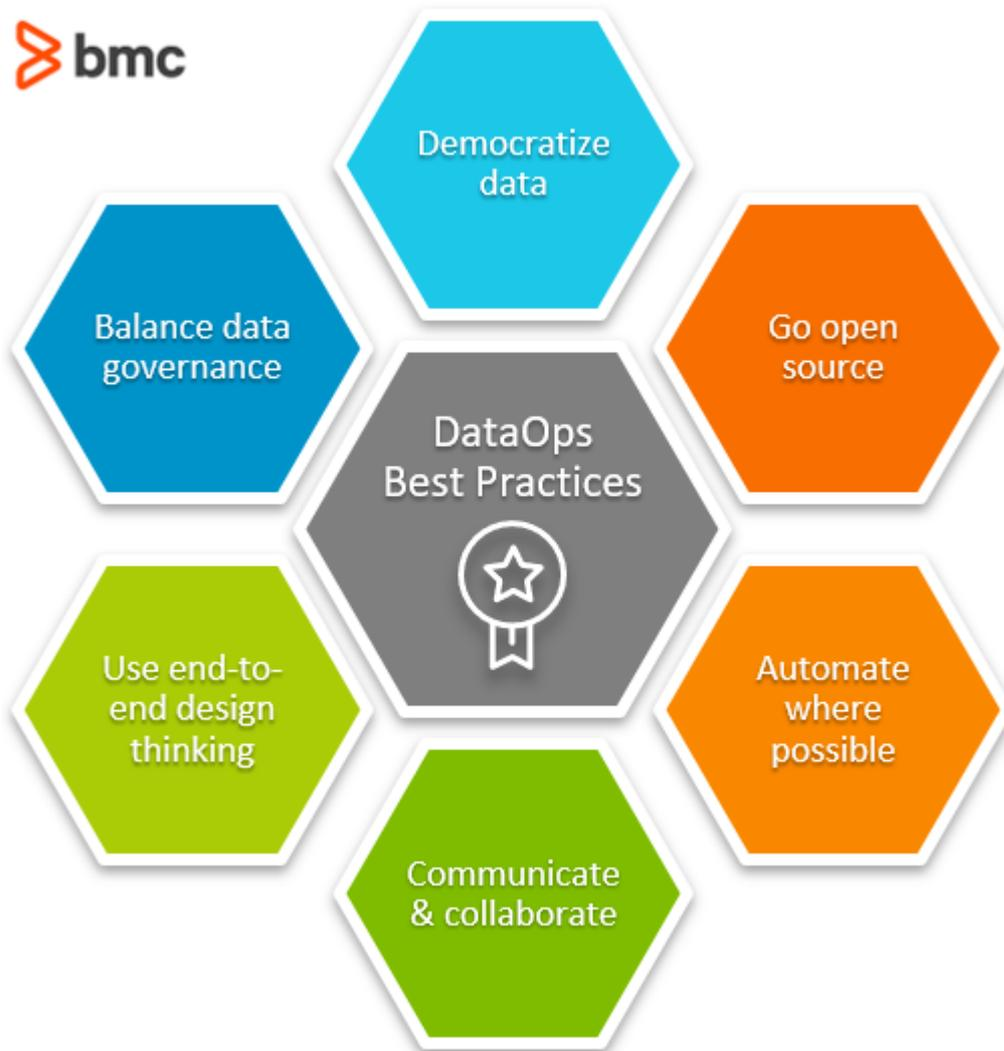 bmc
Democratize
data
Go open
source
Automate
where
possible
Communicate
& collaborate
Use end-to-
end design
thinking
Balance data
governance
DataOps
Best Practices